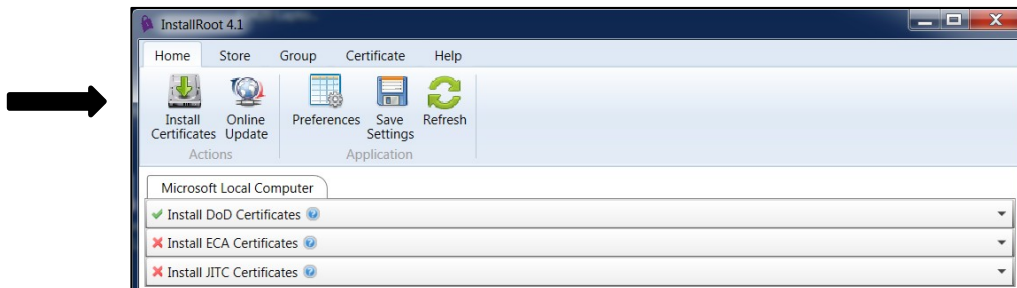 InstallRoot 4.1
Home Store Group Certificate Help
Install Certificates Online Update Preferences Save Settings Refresh
Actions Application
Microsoft Local Computer
Install DoD Certificates
Install ECA Certificates
Install JITC Certificates